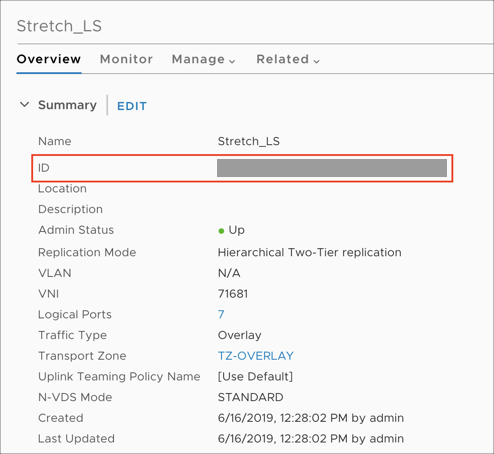 Stretch_LS
Overview Monitor Manage Related
Summary EDIT
Name Stretch_LS
ID
Location
Description
Admin Status Up
Replication Mode Hierarchical Two-Tier replication
VLAN N/A
VNI 71681
Logical Ports 7
Traffic Type Overlay
Transport Zone TZ-OVERLAY
Uplink Teaming Policy Name [Use Default]
N-VDS Mode STANDARD
Created 6/16/2019, 12:28:02 PM by admin
Last Updated 6/16/2019, 12:28:02 PM by admin